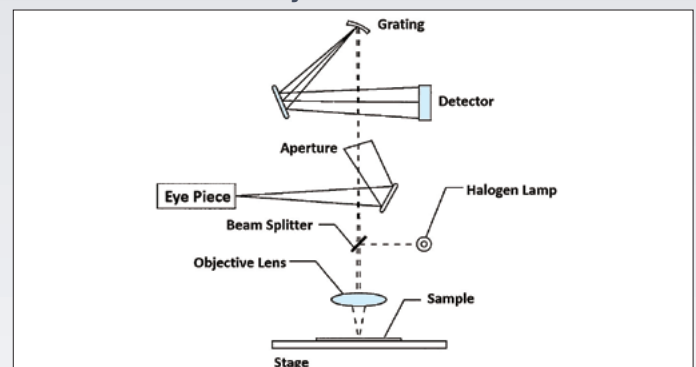 Grating
Detector
Aperture
Eye Piece
Halogen Lamp
Beam Splitter
Objective Lens
Sample
Stage